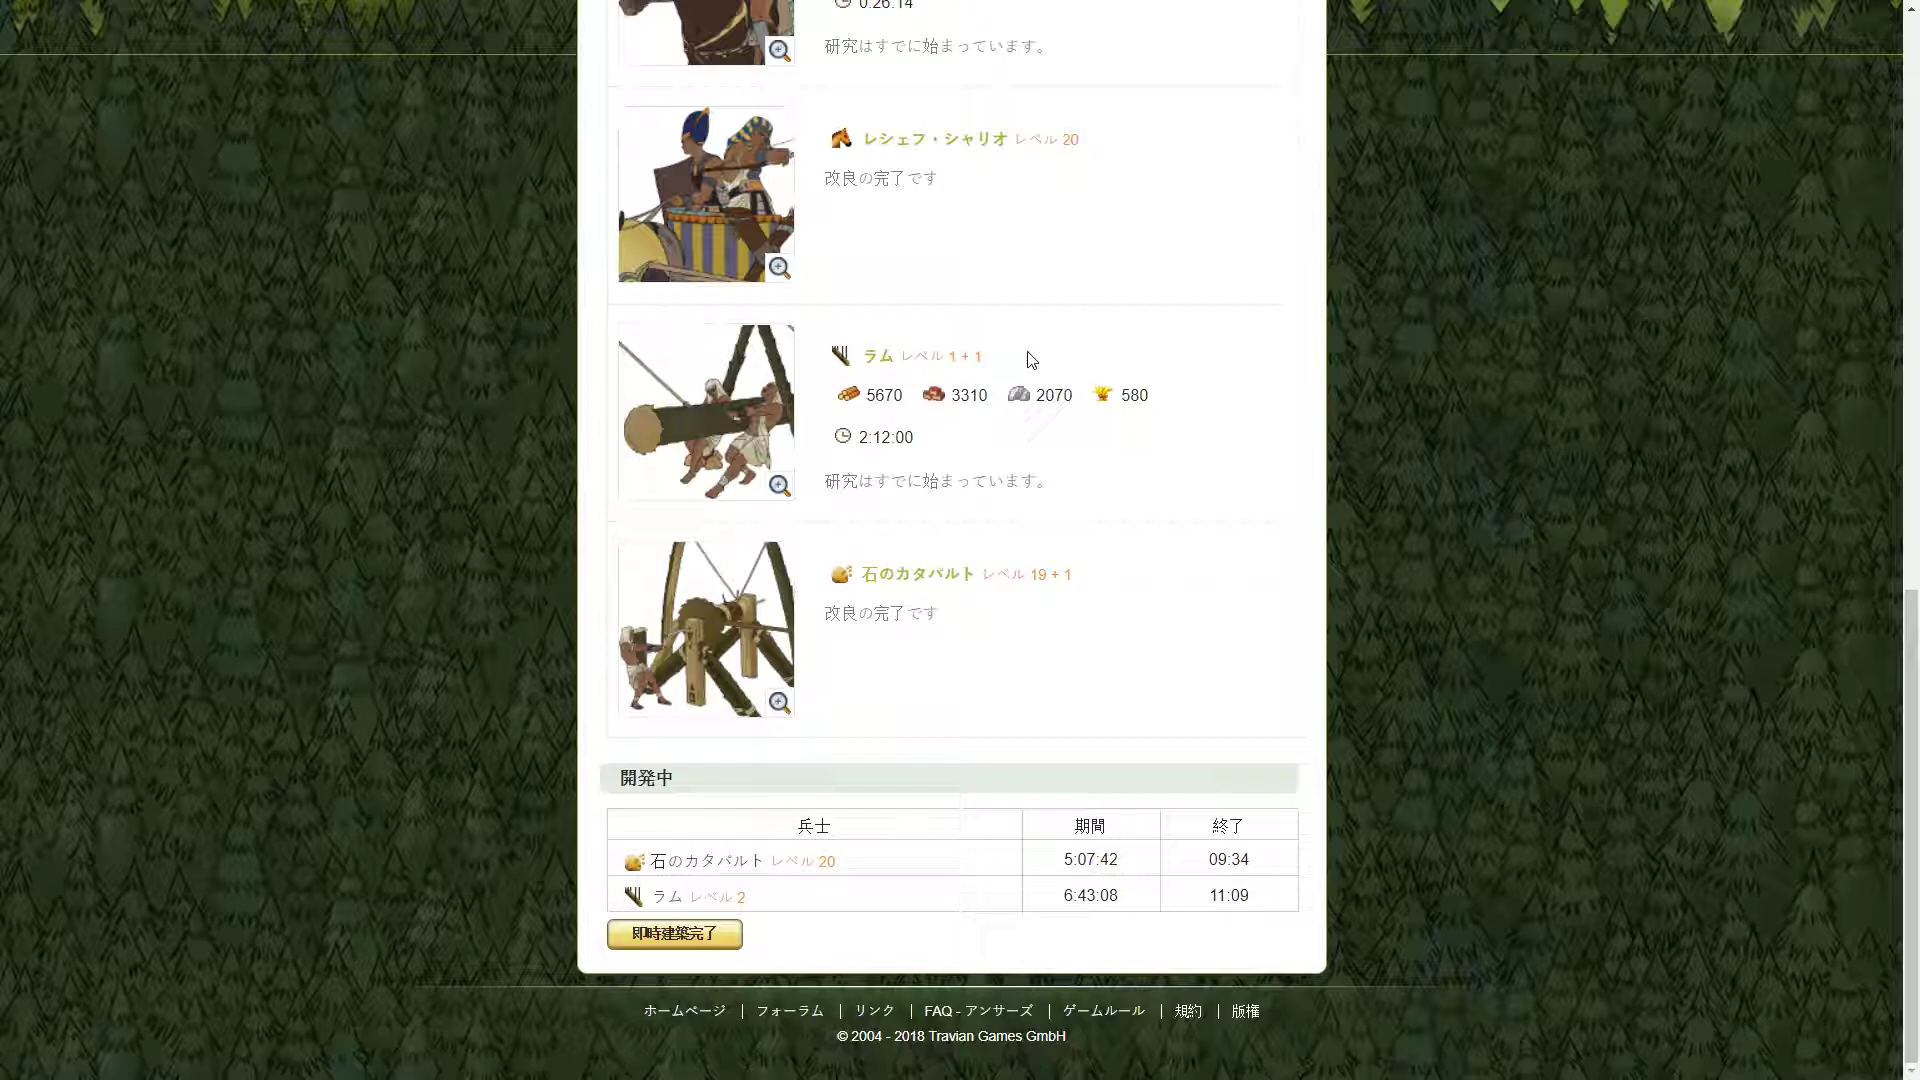 0:26:14
研究はすでに始まっています。
レシェフ・シャリオ レベル 20
改良の完了です
ラム レベル 1 + 1
5670 3310 2070 580
2:12:00
研究はすでに始まっています。
石のカタパルト レベル 19 + 1
改良の完了です
開発中
兵士 期間 終了
石のカタパルト レベル 20 5:07:42 09:34
ラム レベル 2 6:43:08 11:09
即時建築完了
ホームページ | フォーラム | リンク | FAQ - アンサーズ | ゲームルール | 規約 | 版権
© 2004 - 2018 Travian Games GmbH